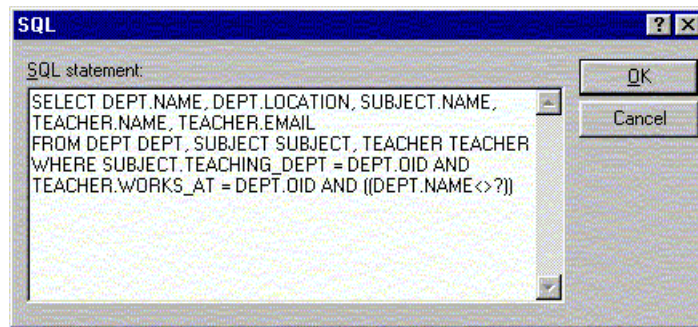 SQL
SQL statement:
OK
Cancel
SELECT DEPT.NAME, DEPT.LOCATION, SUBJECT.NAME,
TEACHER.NAME, TEACHER.EMAIL
FROM DEPT DEPT, SUBJECT SUBJECT, TEACHER TEACHER
WHERE SUBJECT.TEACHING_DEPT = DEPT.OID AND
TEACHER.WORKS_AT = DEPT.OID AND ((DEPT.NAME<>?))